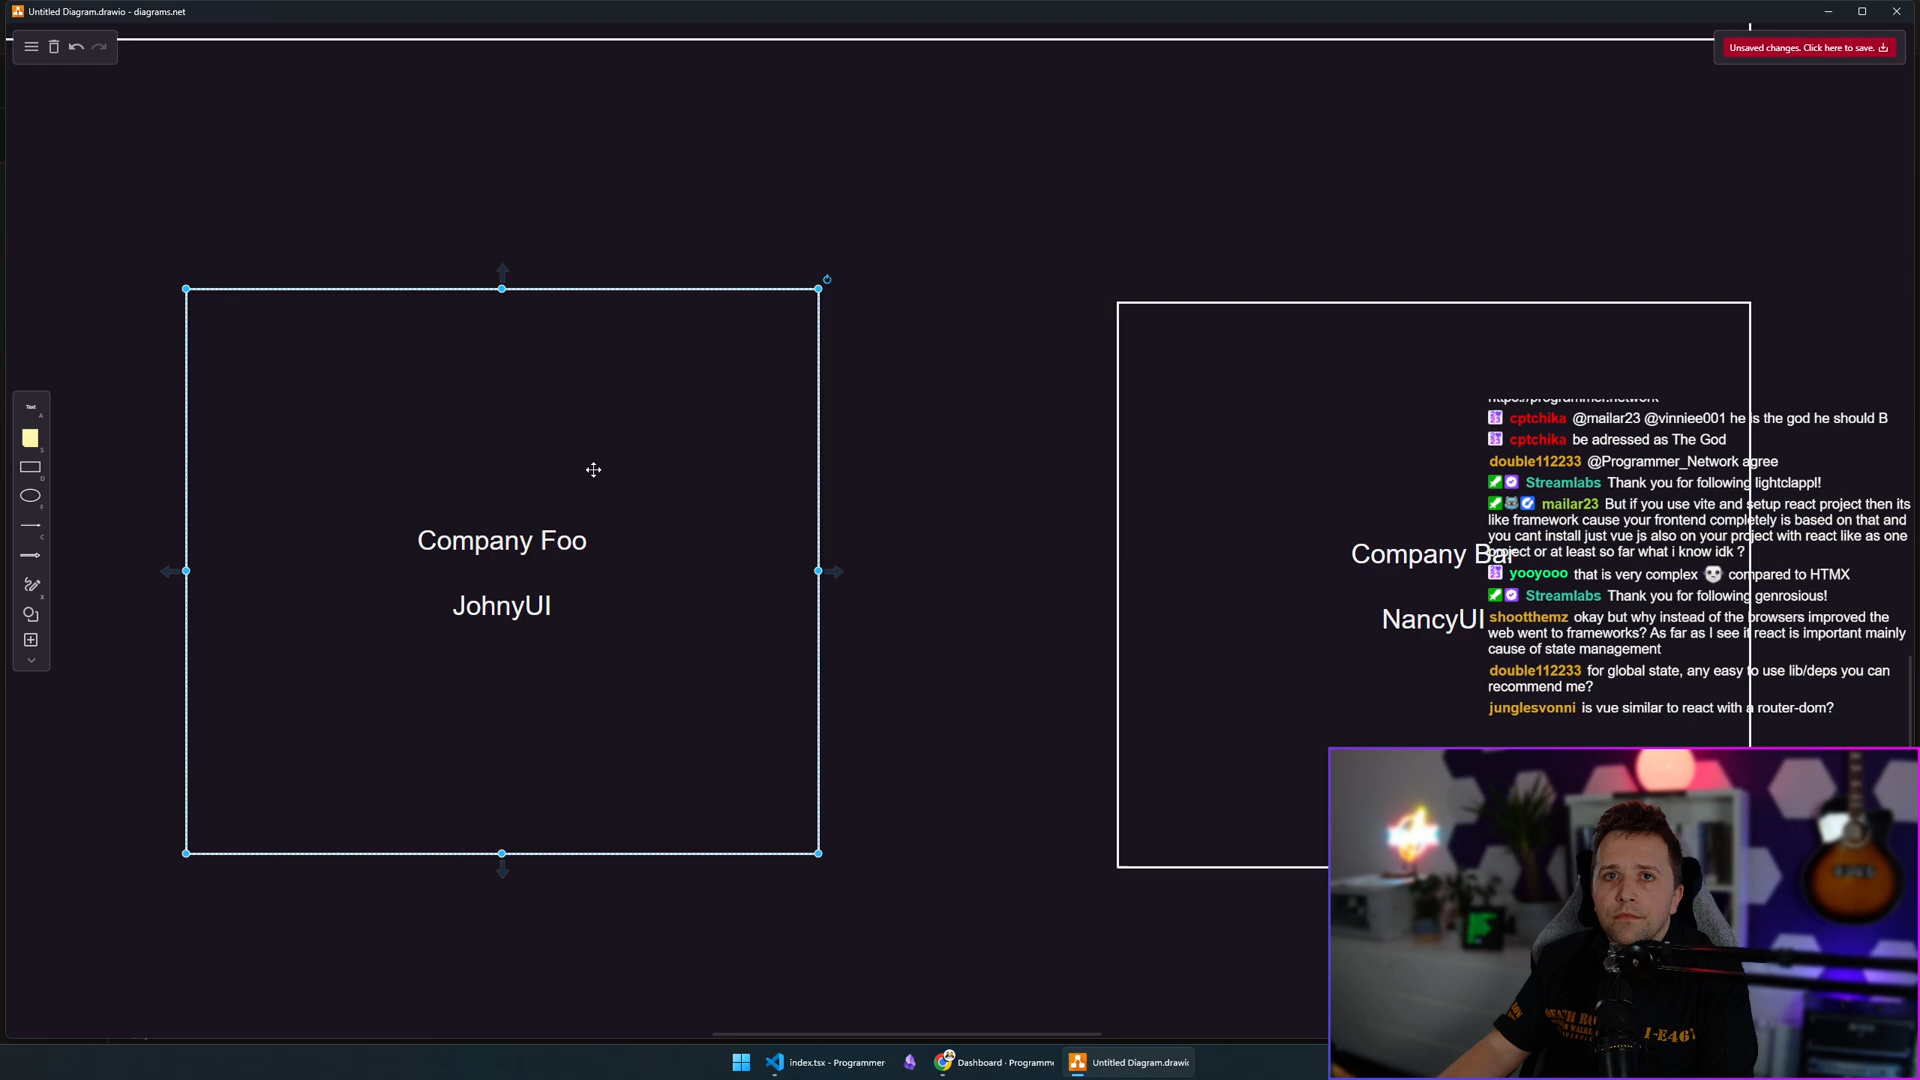 Untitled Diagram.drawio - diagrams.net
Unsaved changes. Click here to save.
Text
A
S
D
F
C
X
Company Foo
JohnyUI
Company Bar
NancyUI
https://programmer.network
cptchika @mailar23 @vinniee001 he is the god he should B
cptchika be adressed as The God
double112233 @Programmer_Network agree
Streamlabs Thank you for following lightclappl!
mailar23 But if you use vite and setup react project then its
like framework cause your frontend completely is based on that and
you cant install just vue js also on your project with react like as one
project or at least so far what i know idk ?
yooyooo that is very complex compared to HTMX
Streamlabs Thank you for following genrosious!
shootthemz okay but why instead of the browsers improved the
web went to frameworks? As far as I see it react is important mainly
cause of state management
double112233 for global state, any easy to use lib/deps you can
recommend me?
junglesvonni is vue similar to react with a router-dom?
1-E467
index.tsx - Programmer
Dashboard - Programm
Untitled Diagram.drawic